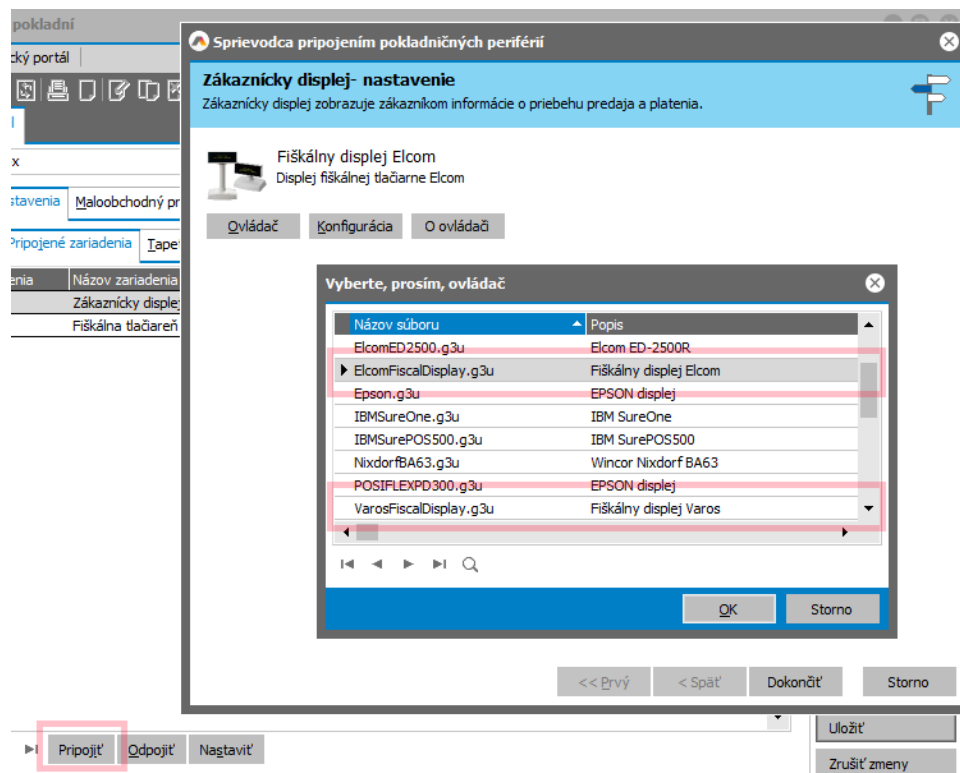 pokladní
Sprievodca pripojením pokladničných periférií
cký portál
Zákaznícky displej- nastavenie
Zákaznícky displej zobrazuje zákazníkom informácie o priebehu predaja a platenia.
x
Fiškálny displej Elcom
Displej fiškálnej tlačiarne Elcom
stavenia Maloobchodný pr
Ovládač Konfigurácia O ovládači
Pripojené zariadenia Tape
enia Názov zariadenia
Zákaznícky displej
Fiškálna tlačiareň
Vyberte, prosím, ovládač
Názov súboru Popis
ElcomED2500.g3u Elcom ED-2500R
ElcomFiscalDisplay.g3u Fiškálny displej Elcom
Epson.g3u EPSON displej
IBMSureOne.g3u IBM SureOne
IBMSurePOS500.g3u IBM SurePOS500
NixdorfBA63.g3u Wincor Nixdorf BA63
POSIFLEXPD300.g3u EPSON displej
VarosFiscalDisplay.g3u Fiškálny displej Varos
OK Storno
<< Prvý < Späť Dokončiť Storno
Uložiť
Pripojiť Odpojiť Nastaviť
Zrušiť zmeny